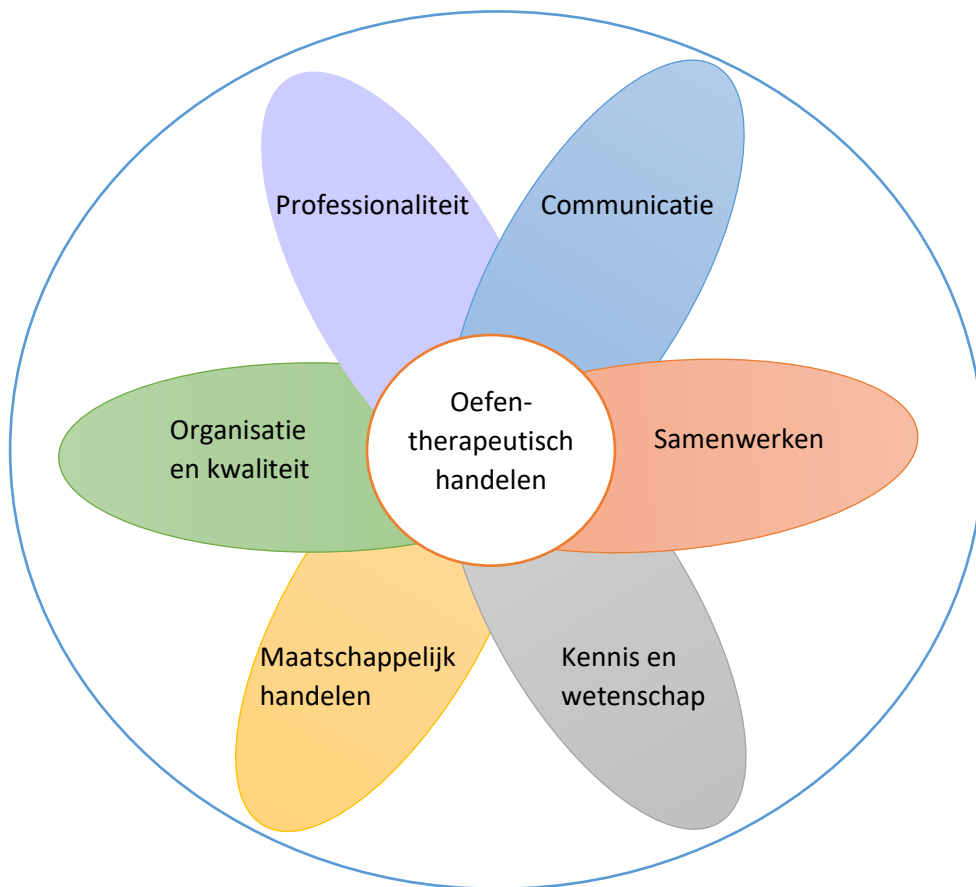 Professionaliteit
Communicatie
Oefen-
therapeutisch
handelen
Organisatie
en kwaliteit
Samenwerken
Maatschappelijk
handelen
Kennis en
wetenschap